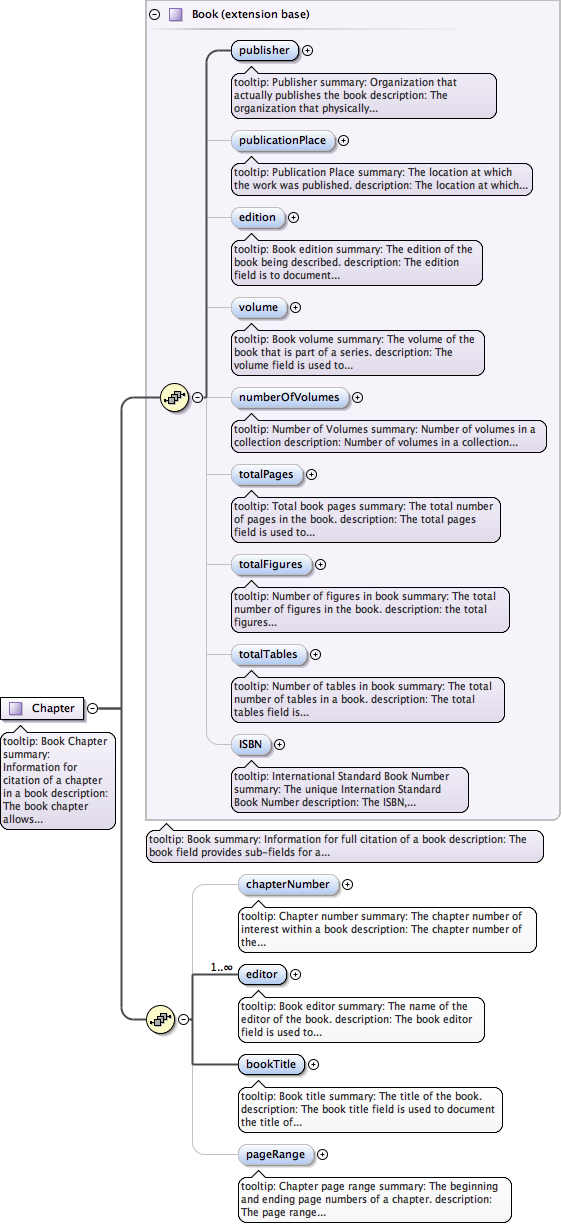 Book (extension base)
publisher
tooltip: Publisher summary: Organization that
actually publishes the book description: The
organization that physically...
publicationPlace
tooltip: Publication Place summary: The location at which
the work was published. description: The location at which...
edition
tooltip: Book edition summary: The edition of the
book being described. description: The edition
field is to document...
volume
tooltip: Book volume summary: The volume of the
book that is part of a series. description: The
volume field is used to...
numberOfVolumes
tooltip: Number of Volumes summary: Number of volumes in a
collection description: Number of volumes in a collection...
totalPages
tooltip: Total book pages summary: The total number
of pages in the book. description: The total pages
field is used to...
totalFigures
tooltip: Number of figures in book summary: The total
number of figures in the book. description: the total
figures...
totalTables
tooltip: Number of tables in book summary: The total
number of tables in a book. description: The total
tables field is...
ISBN
tooltip: International Standard Book Number
summary: The unique Internation Standard
Book Number description: The ISBN,...
Chapter
tooltip: Book Chapter
summary:
Information for
citation of a chapter
in a book description:
The book chapter
allows...
tooltip: Book summary: Information for full citation of a book description: The
book field provides sub-fields for a...
chapterNumber
tooltip: Chapter number summary: The chapter number of
interest within a book description: The chapter number of
the...
1..∞
editor
tooltip: Book editor summary: The name of the
editor of the book. description: The book editor
field is used to...
bookTitle
tooltip: Book title summary: The title of the book.
description: The book title field is used to document
the title of...
pageRange
tooltip: Chapter page range summary: The beginning
and ending page numbers of a chapter. description:
The page range...